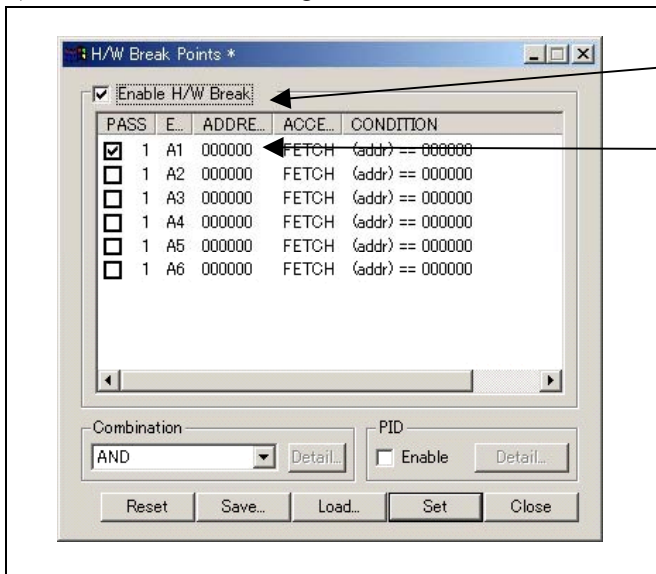 H/W Break Points *
Enable H/W Break
PASS E... ADDRE... ACCE... CONDITION
1 A1 000000 FETCH (addr) == 000000
1 A2 000000 FETCH (addr) == 000000
1 A3 000000 FETCH (addr) == 000000
1 A4 000000 FETCH (addr) == 000000
1 A5 000000 FETCH (addr) == 000000
1 A6 000000 FETCH (addr) == 000000
Combination PID
AND Detail... Enable Detail...
Reset Save... Load... Set Close